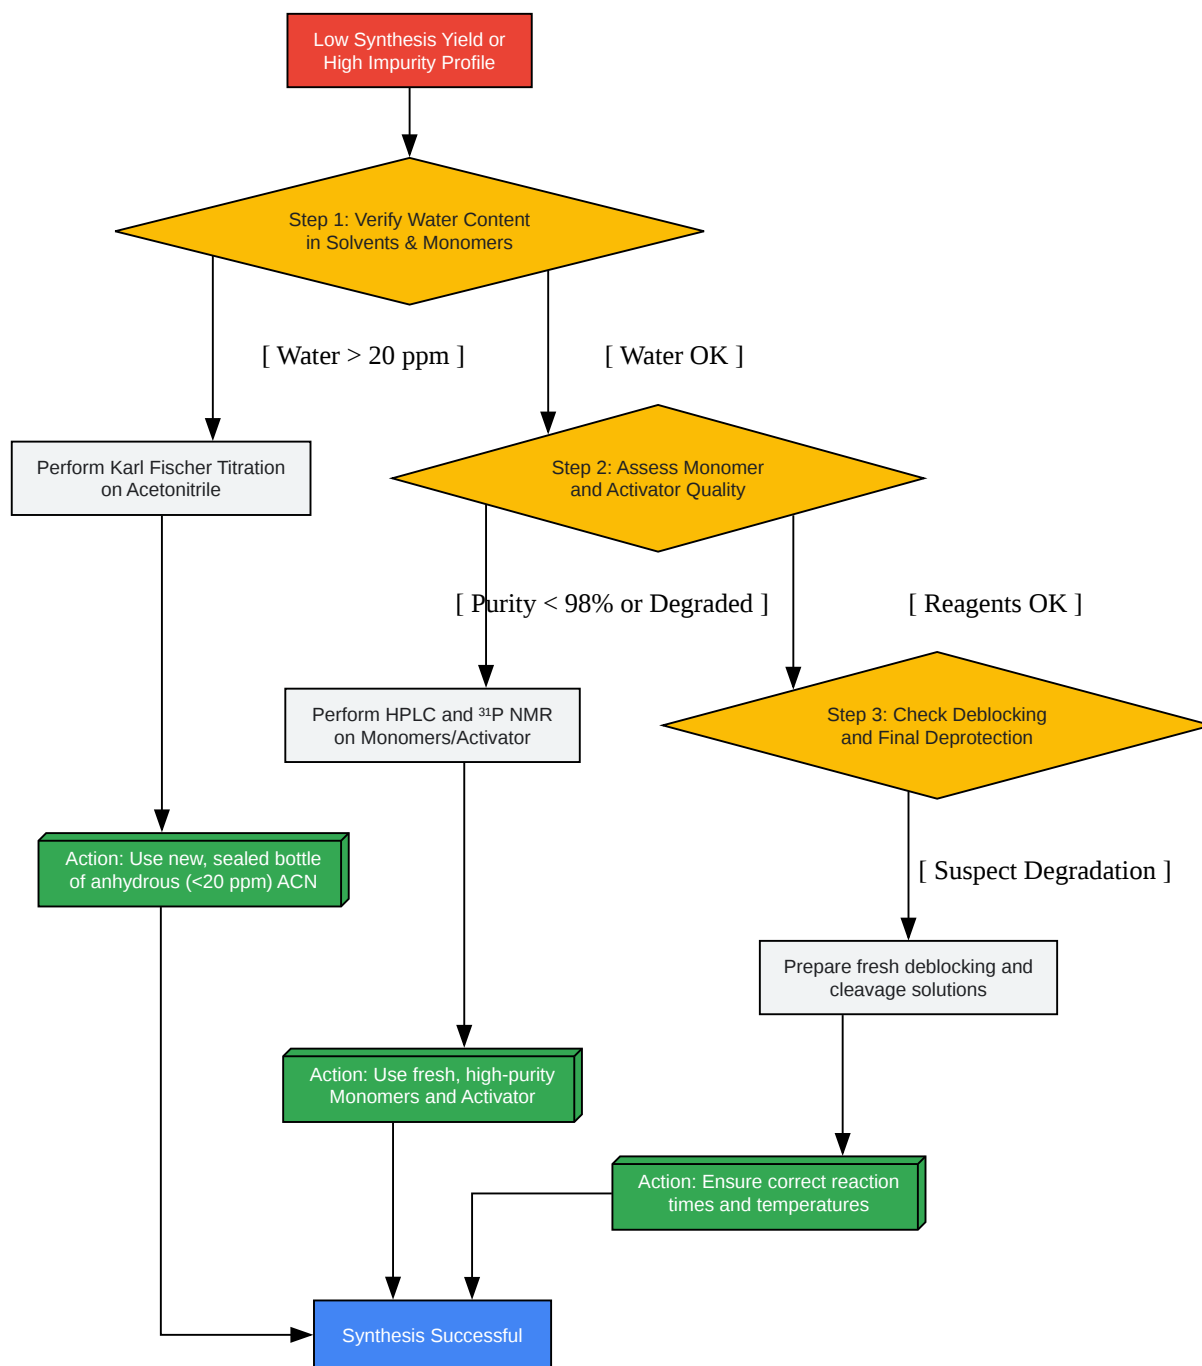 Low Synthesis Yield or
High Impurity Profile
Step 1: Verify Water Content
in Solvents & Monomers
[ Water > 20 ppm ]
[ Water OK ]
Perform Karl Fischer Titration
on Acetonitrile
Step 2: Assess Monomer
and Activator Quality
[ Purity < 98% or Degraded ]
[ Reagents OK ]
Perform HPLC and ³¹P NMR
on Monomers/Activator
Step 3: Check Deblocking
and Final Deprotection
Action: Use new, sealed bottle
of anhydrous (<20 ppm) ACN
[ Suspect Degradation ]
Prepare fresh deblocking and
cleavage solutions
Action: Use fresh, high-purity
Monomers and Activator
Action: Ensure correct reaction
times and temperatures
Synthesis Successful